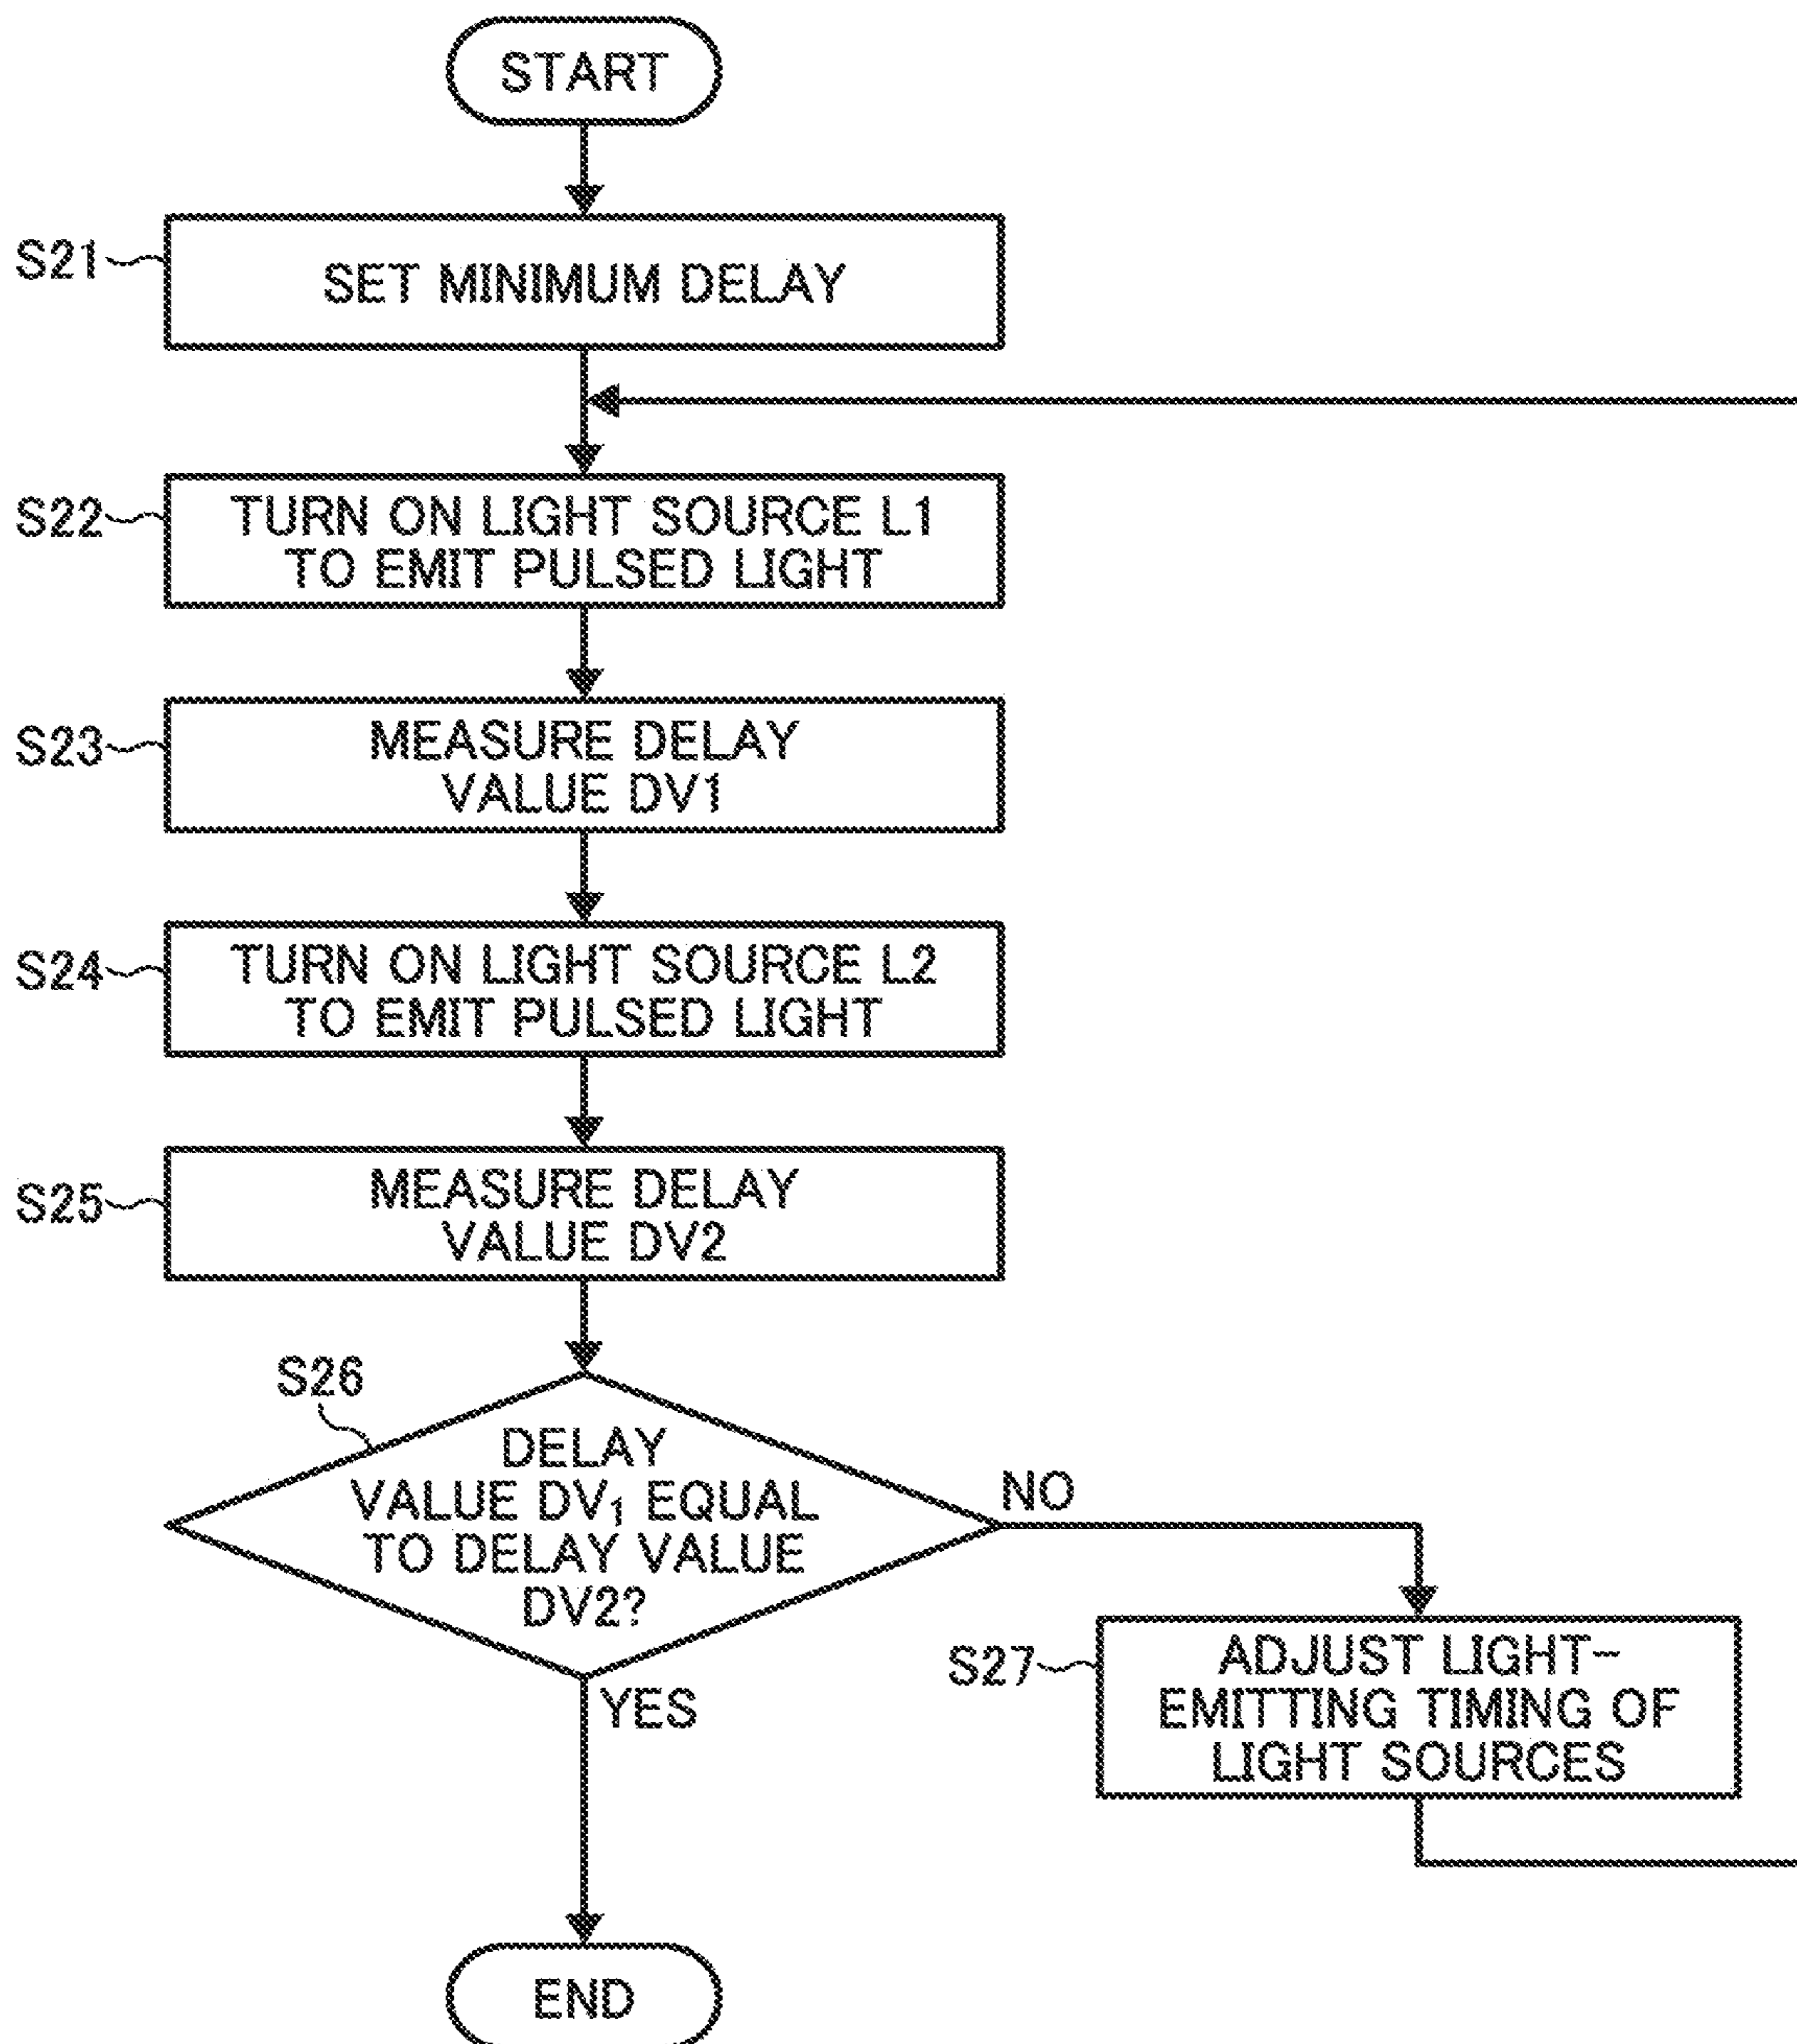 START
S21
SET MINIMUM DELAY
S22
TURN ON LIGHT SOURCE L1
TO EMIT PULSED LIGHT
S23
MEASURE DELAY
VALUE DV1
S24
TURN ON LIGHT SOURCE L2
TO EMIT PULSED LIGHT
S25
MEASURE DELAY
VALUE DV2
S26
DELAY
VALUE DV₁ EQUAL
TO DELAY VALUE
DV2?
NO
YES
S27
ADJUST LIGHT-
EMITTING TIMING OF
LIGHT SOURCES
END